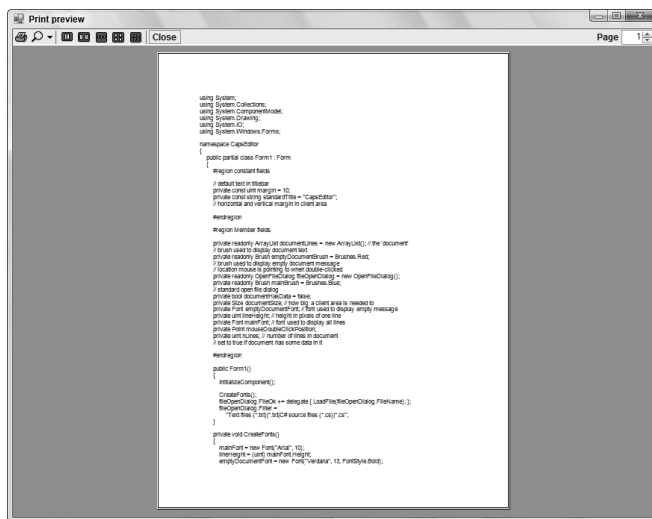 Print preview
Close
Page 1
using System;
using System.Collections;
using System.ComponentModel;
using System.Drawing;
using System.IO;
using System.Windows.Forms;
namespace CapsEditor
{
public partial class Form1 : Form
{
#region constant fields
// default text in titlebar
private const uint margin = 10;
private const string standardTitle = "CapsEditor";
// horizontal and vertical margin in client area
#endregion
#region Member fields
private readonly ArrayList documentLines = new ArrayList(); // the 'document'
// brush used to display document text
private readonly Brush emptyDocumentBrush = Brushes.Red;
// brush used to display empty document message
// location mouse is pointing to when double-clicked
private readonly OpenFileDialog fileOpenDialog = new OpenFileDialog();
private readonly Brush mainBrush = Brushes.Blue;
// standard open file dialog
private bool documentHasData = false;
private Size documentSize; // how big a client area is needed to
private Font emptyDocumentFont; // font used to display empty message
private uint lineHeight; // height in pixels of one line
private Font mainFont; // font used to display all lines
private Point mouseDoubleClickPosition;
private uint nLines; // number of lines in document
// set to true if document has some data in it
#endregion
public Form1()
{
InitializeComponent();
CreateFonts();
fileOpenDialog.FileOk += delegate { LoadFile(fileOpenDialog.FileName); };
fileOpenDialog.Filter =
"Text files (*.txt)|*.txt|C# source files (*.cs)|*.cs";
}
private void CreateFonts()
{
mainFont = new Font("Arial", 10);
lineHeight = (uint) mainFont.Height;
emptyDocumentFont = new Font("Verdana", 13, FontStyle.Bold);